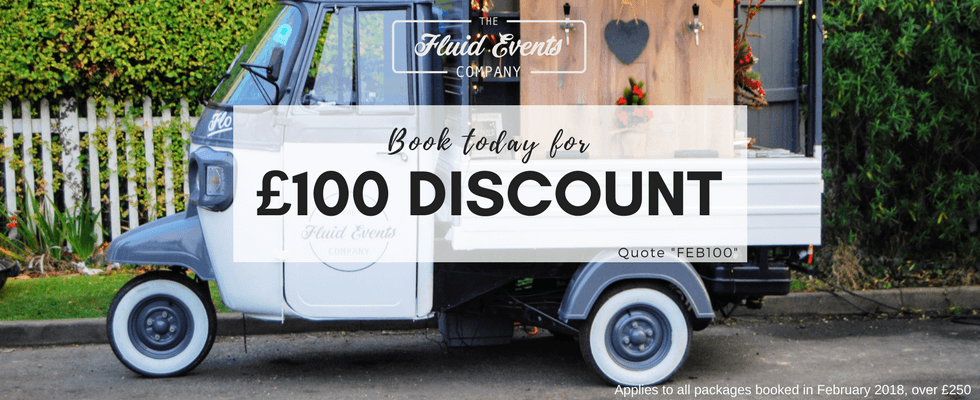 THE
Fluid Events
COMPANY
Book today for
£100 DISCOUNT
Fluid Events
COMPANY
Quote "FEB100"
Applies to all packages booked in February 2018, over £250